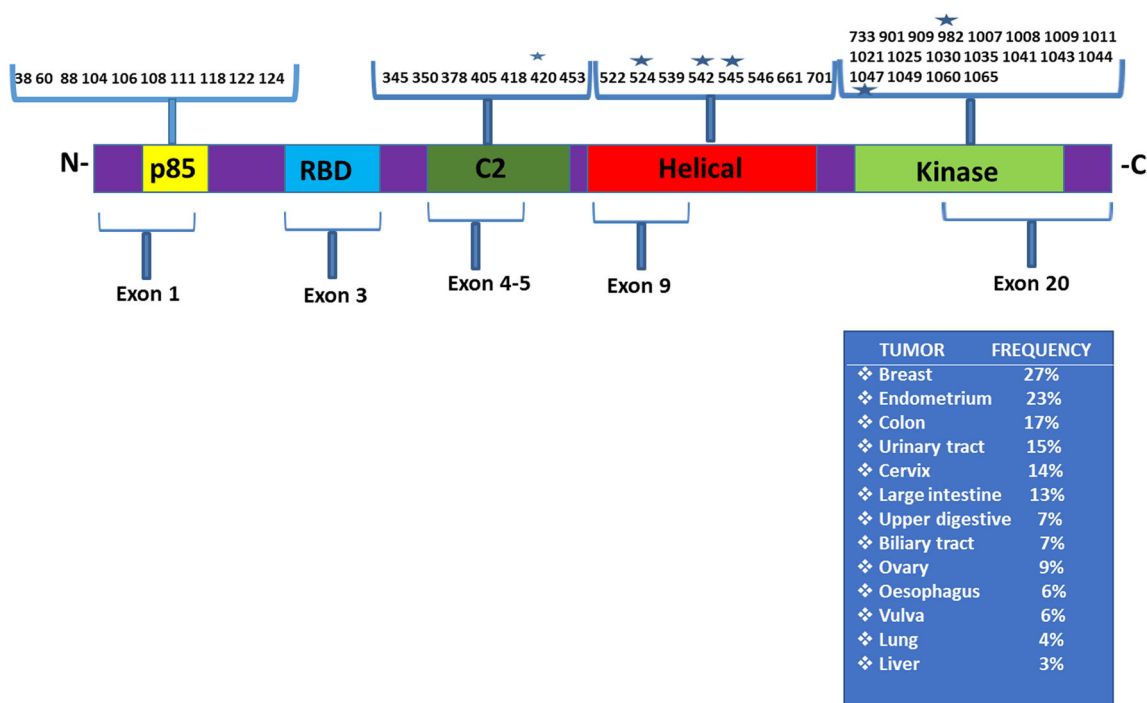 733 901 909 982 1007 1008 1009 1011
38 60 88 104 106 108 111 118 122 124 345 350 378 405 418 420 453 522 524 539 542 545 546 661 701 1021 1025 1030 1035 1041 1043 1044
1047 1049 1060 1065
N- p85 RBD C2 Helical Kinase -C
Exon 1 Exon 3 Exon 4-5 Exon 9 Exon 20
TUMOR FREQUENCY
❖ Breast 27%
❖ Endometrium 23%
❖ Colon 17%
❖ Urinary tract 15%
❖ Cervix 14%
❖ Large intestine 13%
❖ Upper digestive 7%
❖ Biliary tract 7%
❖ Ovary 9%
❖ Oesophagus 6%
❖ Vulva 6%
❖ Lung 4%
❖ Liver 3%